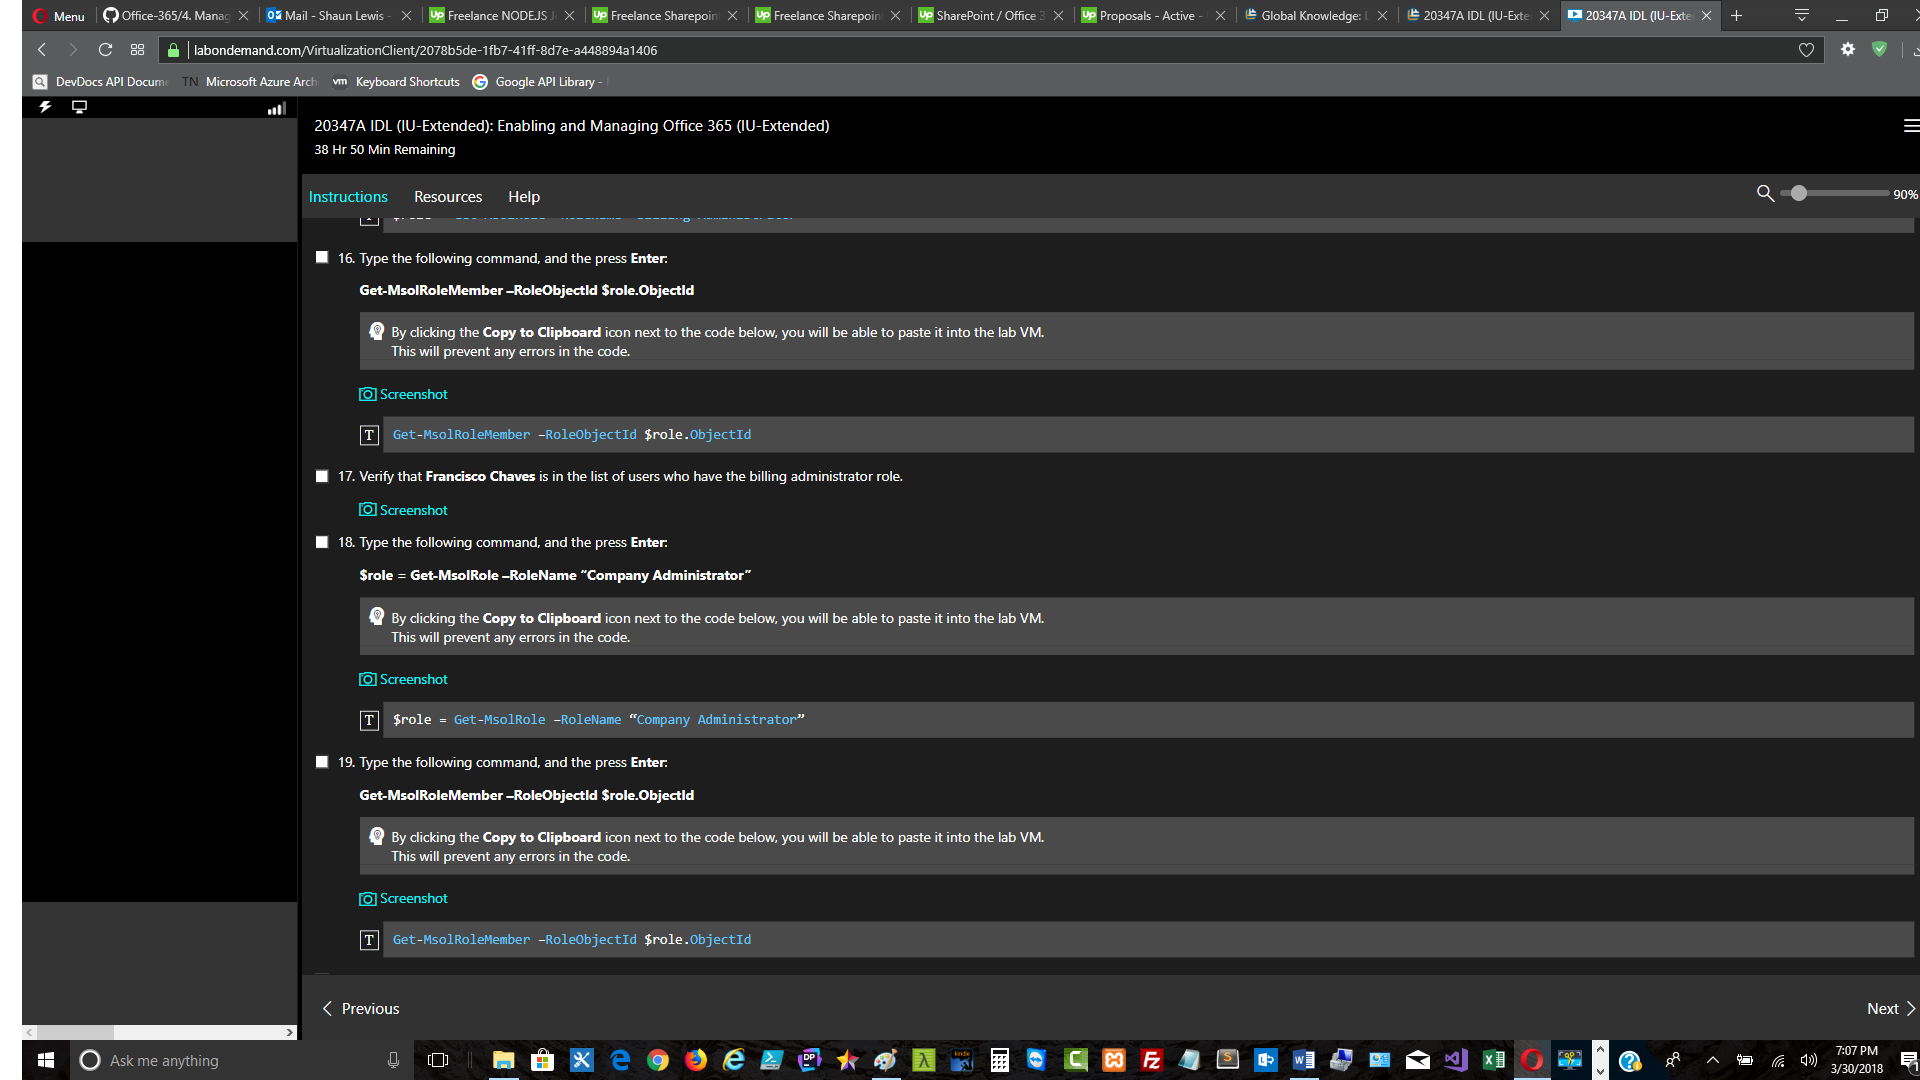 Menu
Office-365/4. Manag
Mail - Shaun Lewis -
Freelance NODEJS Jo
Freelance Sharepoin
Freelance Sharepoin
SharePoint / Office 3
Proposals - Active -
Global Knowledge: L
20347A IDL (IU-Exte
20347A IDL (IU-Exte
labondemand.com/VirtualizationClient/2078b5de-1fb7-41ff-8d7e-a448894a1406
DevDocs API Docume
TN Microsoft Azure Arch
vm Keyboard Shortcuts
Google API Library -
20347A IDL (IU-Extended): Enabling and Managing Office 365 (IU-Extended)
38 Hr 50 Min Remaining
Instructions
Resources
Help
90%
16. Type the following command, and the press Enter:
Get-MsolRoleMember –RoleObjectId $role.ObjectId
By clicking the Copy to Clipboard icon next to the code below, you will be able to paste it into the lab VM.
This will prevent any errors in the code.
Screenshot
T Get-MsolRoleMember –RoleObjectId $role.ObjectId
17. Verify that Francisco Chaves is in the list of users who have the billing administrator role.
Screenshot
18. Type the following command, and the press Enter:
$role = Get-MsolRole –RoleName “Company Administrator”
By clicking the Copy to Clipboard icon next to the code below, you will be able to paste it into the lab VM.
This will prevent any errors in the code.
Screenshot
T $role = Get-MsolRole –RoleName “Company Administrator”
19. Type the following command, and the press Enter:
Get-MsolRoleMember –RoleObjectId $role.ObjectId
By clicking the Copy to Clipboard icon next to the code below, you will be able to paste it into the lab VM.
This will prevent any errors in the code.
Screenshot
T Get-MsolRoleMember –RoleObjectId $role.ObjectId
Previous
Next
Ask me anything
7:07 PM
3/30/2018